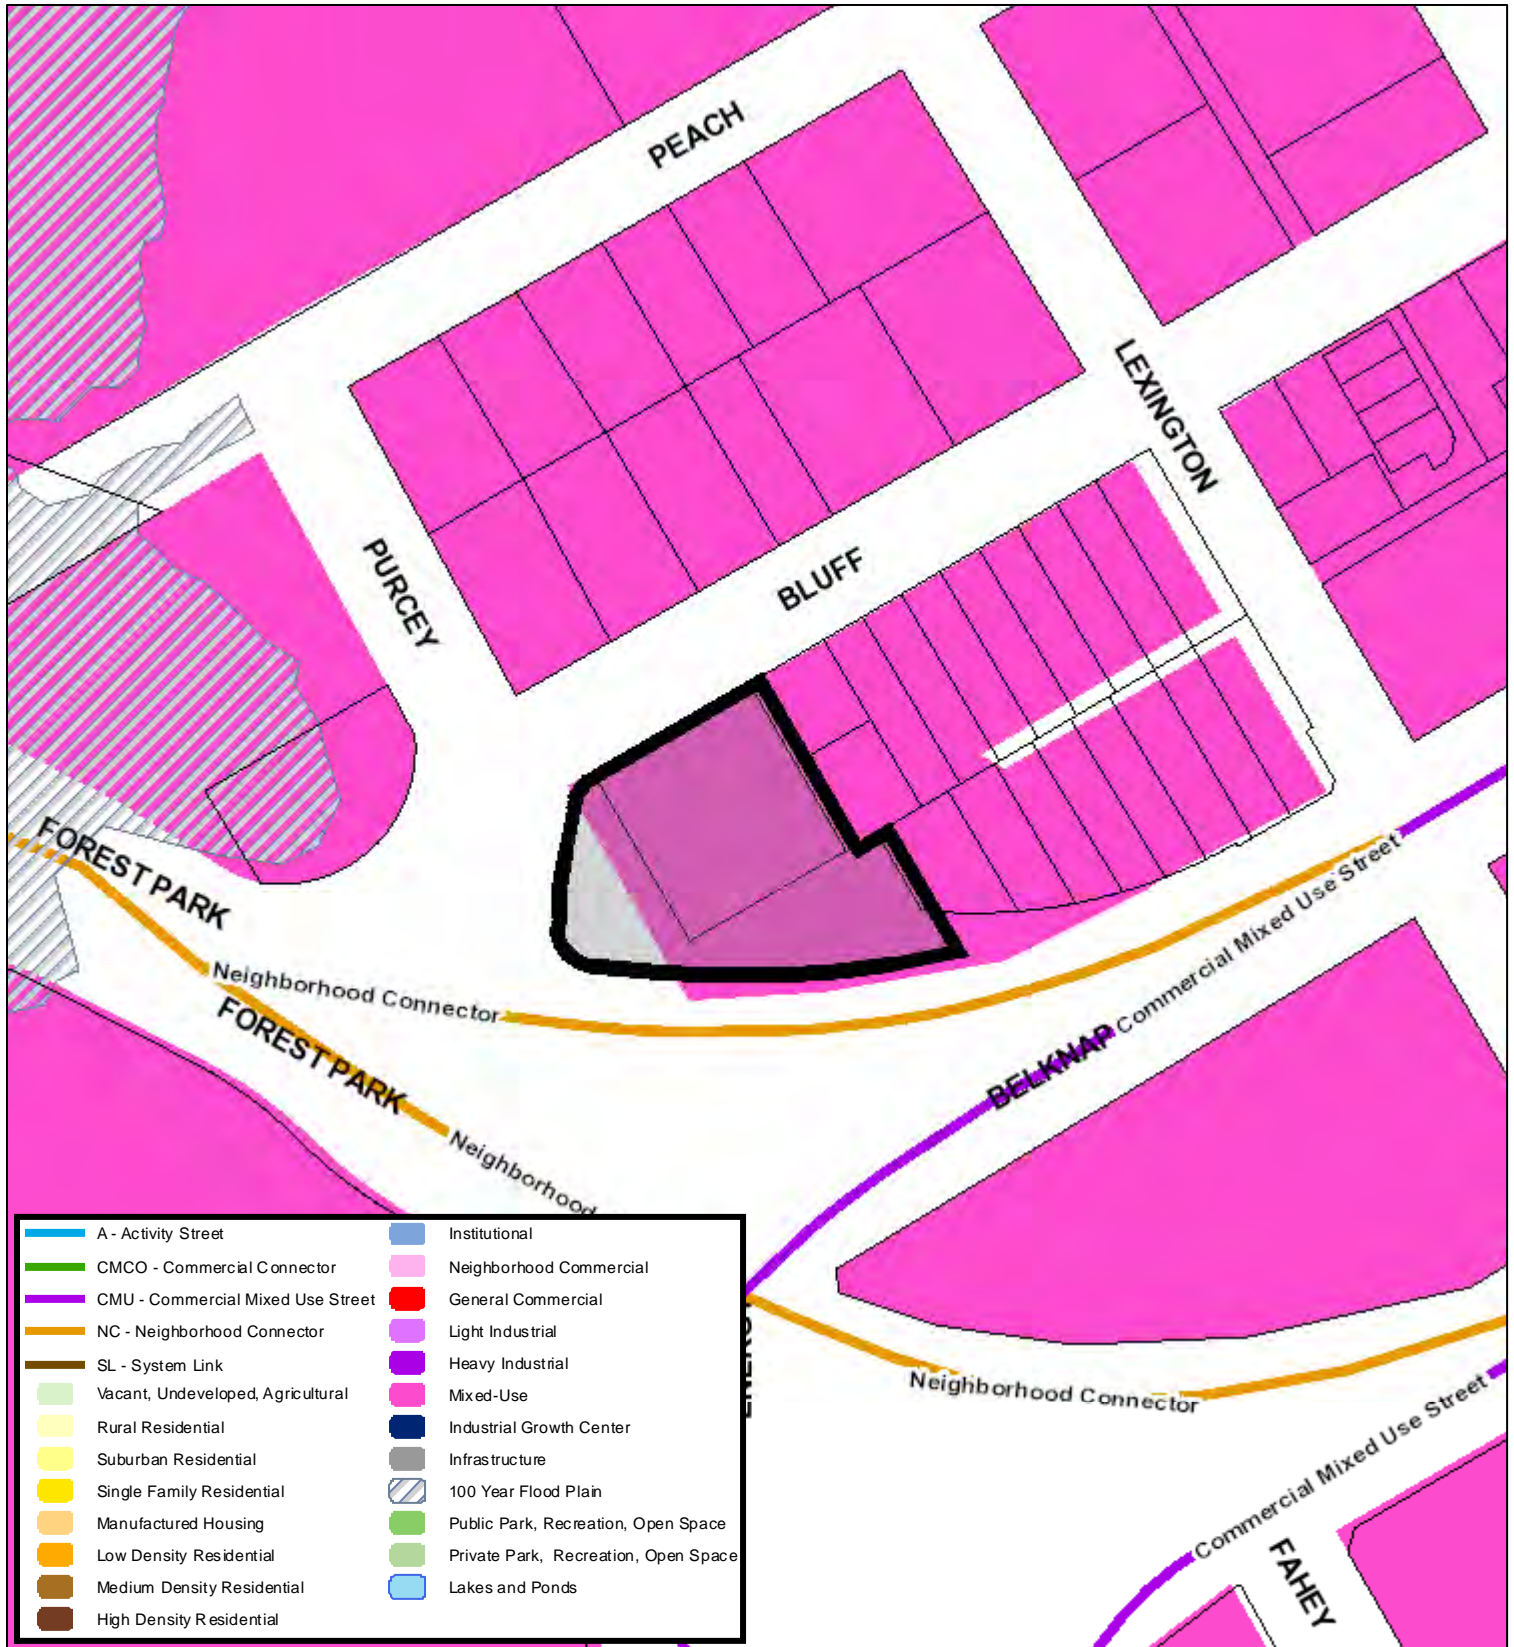 PEACH
LEXINGTON
BLUFF
PURCEY
FOREST PARK
Neighborhood Connector
FOREST PARK
Commercial Mixed Use Street
BELKNAP
Neighborhood
Neighborhood Connector
Commercial Mixed Use Street
FAHEY
A - Activity Street
CMCO - Commercial Connector
CMU - Commercial Mixed Use Street
NC - Neighborhood Connector
SL - System Link
Vacant, Undeveloped, Agricultural
Rural Residential
Suburban Residential
Single Family Residential
Manufactured Housing
Low Density Residential
Medium Density Residential
High Density Residential
Institutional
Neighborhood Commercial
General Commercial
Light Industrial
Heavy Industrial
Mixed-Use
Industrial Growth Center
Infrastructure
100 Year Flood Plain
Public Park, Recreation, Open Space
Private Park, Recreation, Open Space
Lakes and Ponds